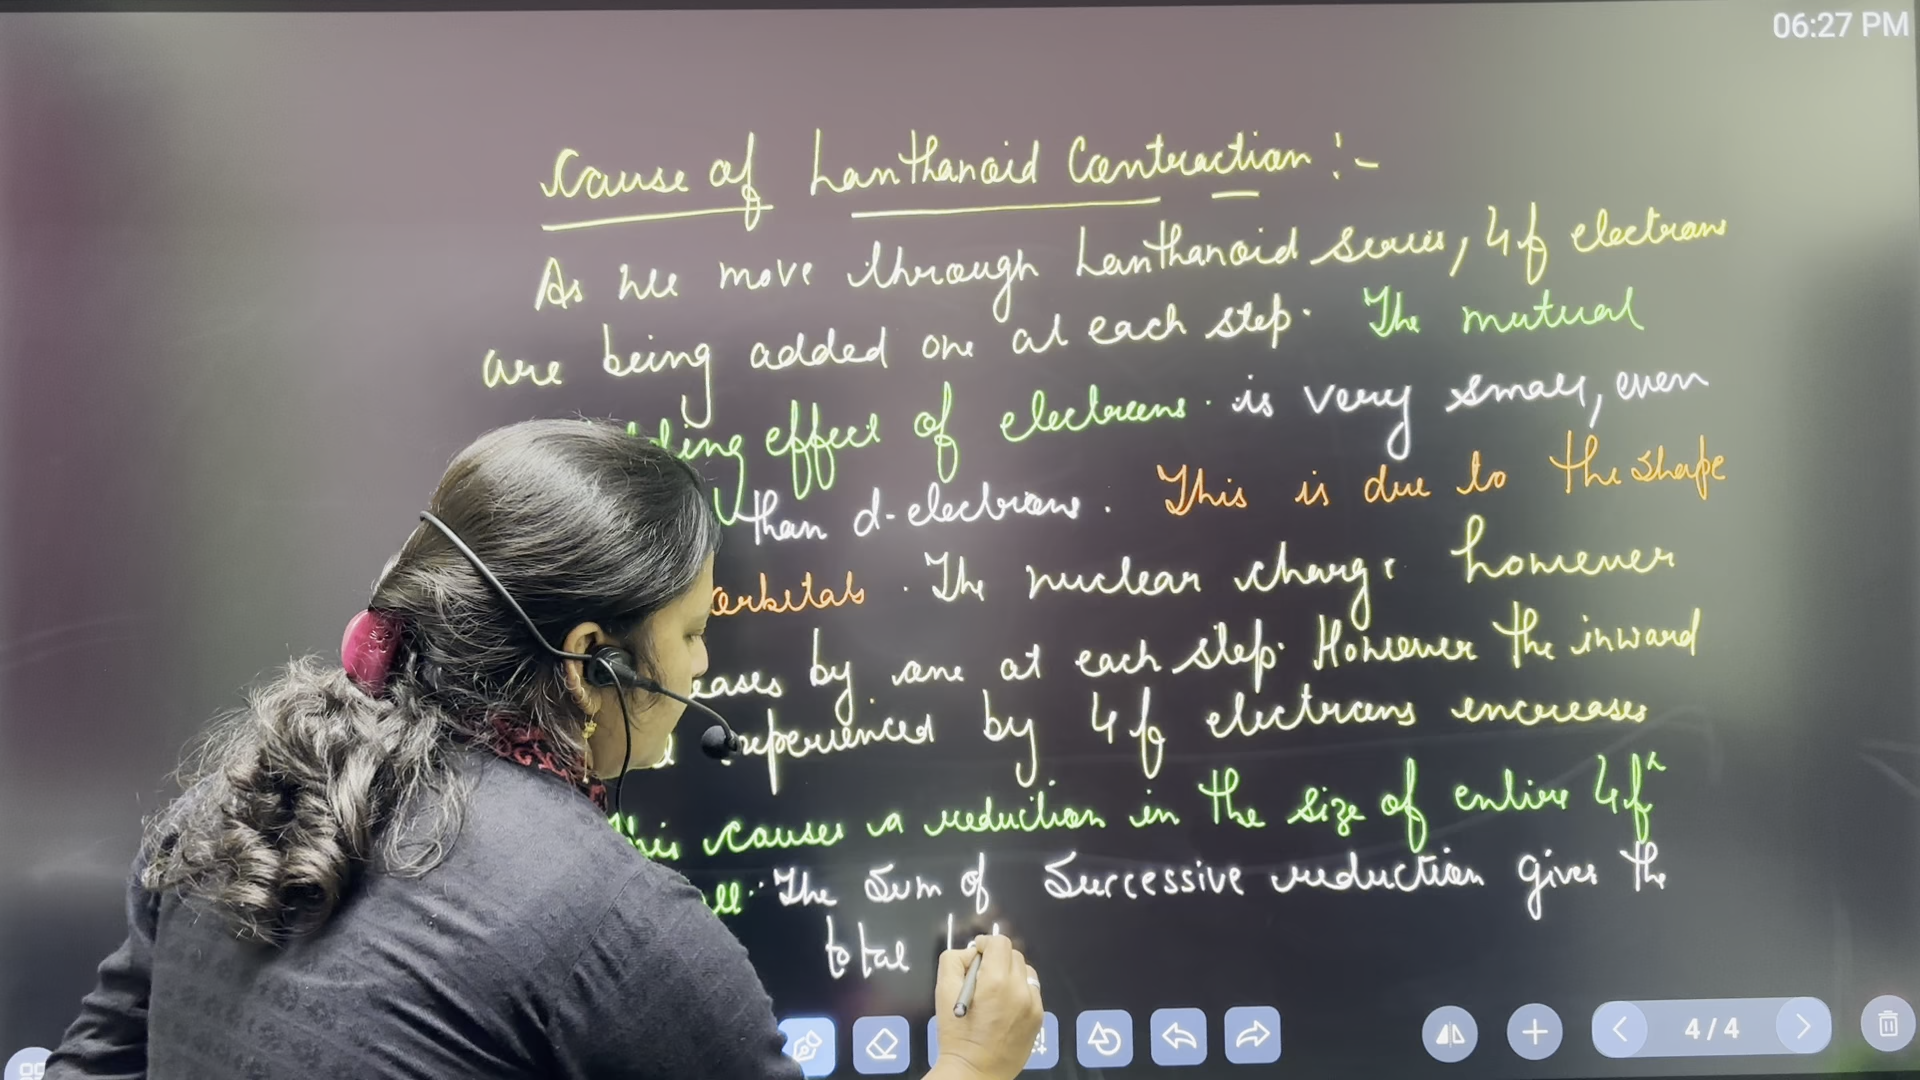 06:27 PM
Cause of Lanthanoid Contraction :-
As we move through Lanthanoid series, 4f electrons
are being added one at each step. The mutual
effect of electrons is very small, even
than d-electrons. This is due to the shape
orbitals. The nuclear charge however
by one at each step. However the inward
experienced by 4f electrons encreases
This causes a reduction in the size of entire 4fⁿ
The Sum of Successive reduction gives the
total
4 / 4